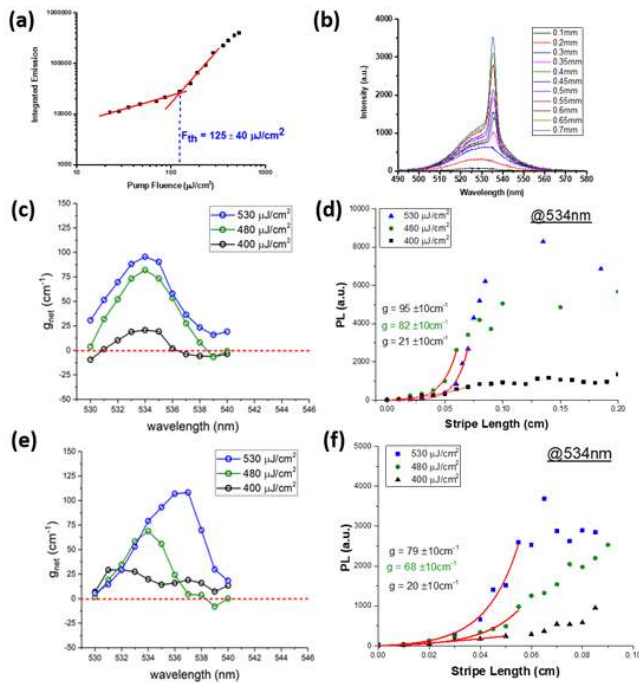 (a)
Integrated Emission
1000000
100000
10000
1000
F_th = 125± 40 μJ/cm²
10
100
1000
Pump Fluence (μJ/cm²)
(b)
Intensity (a.u.)
4000
3000
2000
1000
0
0.1mm
0.2mm
0.3mm
0.35mm
0.4mm
0.45mm
0.5mm
0.55mm
0.6mm
0.65mm
0.7mm
490 500 510 520 530 540 550 560 570 580
Wavelength (nm)
(c)
g_net (cm⁻¹)
150
125
100
75
50
25
0
-25
-50
530 μJ/cm²
480 μJ/cm²
400 μJ/cm²
530 532 534 536 538 540 542 544 546
wavelength (nm)
(d)
PL (a.u.)
10000
8000
6000
4000
2000
0
530 μJ/cm²
480 μJ/cm²
400 μJ/cm²
@534nm
g = 95 ±10cm⁻¹
g = 82 ±10cm⁻¹
g = 21 ±10cm⁻¹
0.00 0.05 0.10 0.15 0.20
Stripe Length (cm)
(e)
g_net (cm⁻¹)
150
125
100
75
50
25
0
-25
-50
530 μJ/cm²
480 μJ/cm²
400 μJ/cm²
530 532 534 536 538 540 542 544 546
wavelength (nm)
(f)
PL (a.u.)
5000
4000
3000
2000
1000
0
530 μJ/cm²
480 μJ/cm²
400 μJ/cm²
@534nm
g = 79 ±10cm⁻¹
g = 68 ±10cm⁻¹
g = 20 ±10cm⁻¹
0.00 0.02 0.04 0.06 0.08 0.10
Stripe Length (cm)